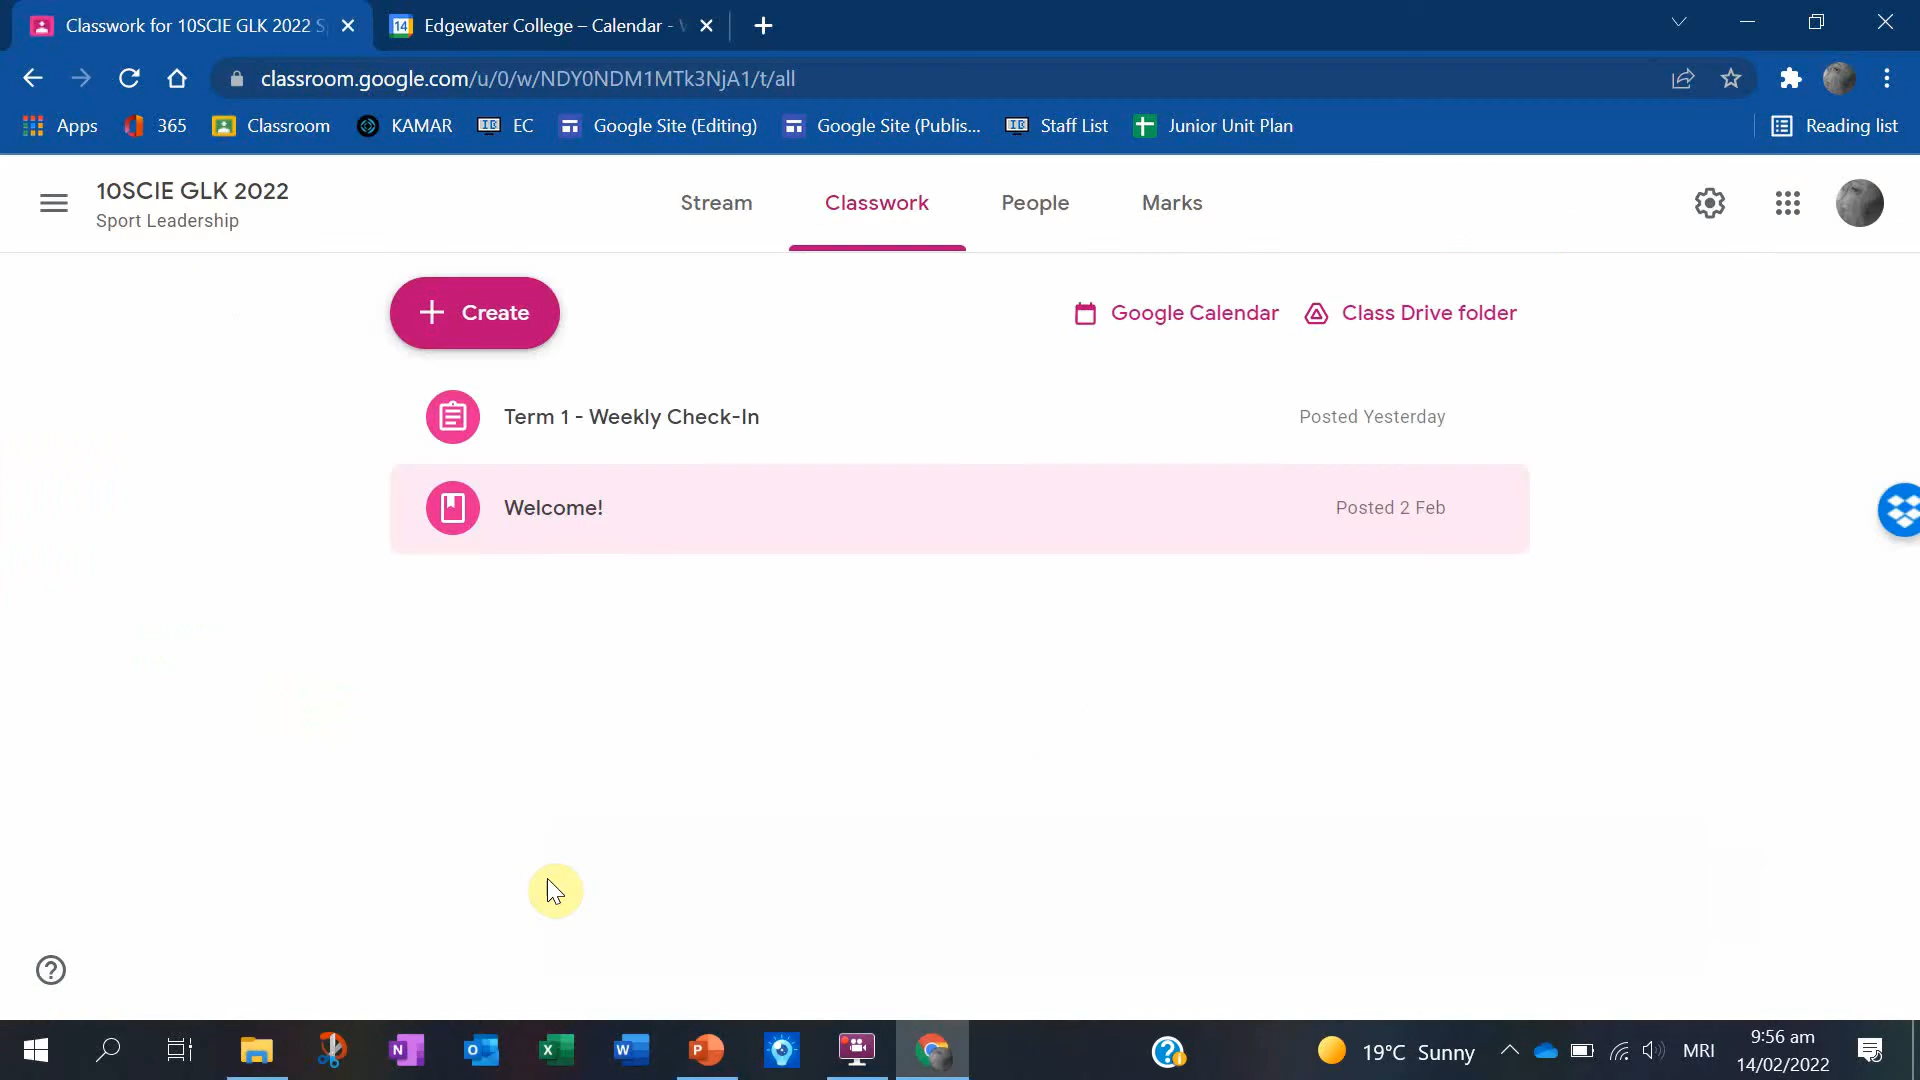 Classwork for 10SCIE GLK 2022 S
Edgewater College – Calendar -
classroom.google.com/u/0/w/NDY0NDM1MTk3NjA1/t/all
Apps
365
Classroom
KAMAR
EC
Google Site (Editing)
Google Site (Publis...
Staff List
Junior Unit Plan
Reading list
10SCIE GLK 2022
Sport Leadership
Stream
Classwork
People
Marks
Create
Google Calendar
Class Drive folder
Term 1 - Weekly Check-In
Posted Yesterday
Welcome!
Posted 2 Feb
19°C Sunny
MRI
9:56 am
14/02/2022